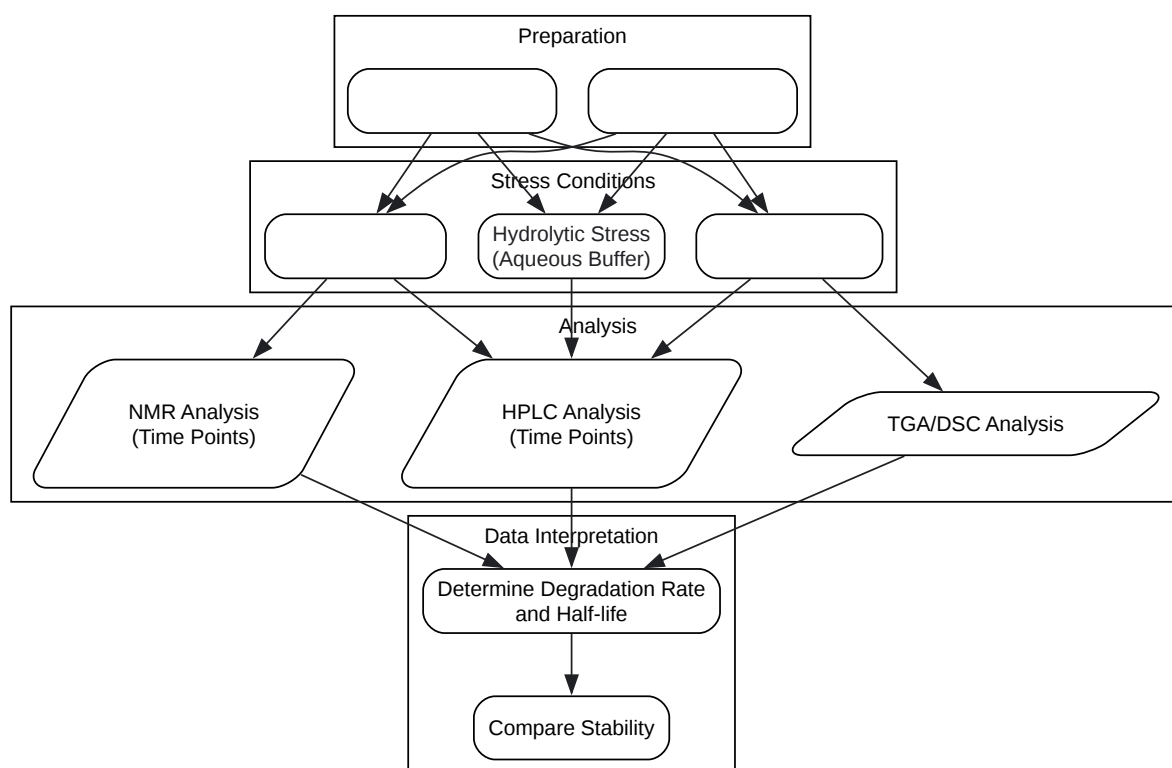 Preparation
Stress Conditions
Hydrolytic Stress
(Aqueous Buffer)
Analysis
NMR Analysis
(Time Points)
HPLC Analysis
(Time Points)
TGA/DSC Analysis
Data Interpretation
Determine Degradation Rate
and Half-life
Compare Stability